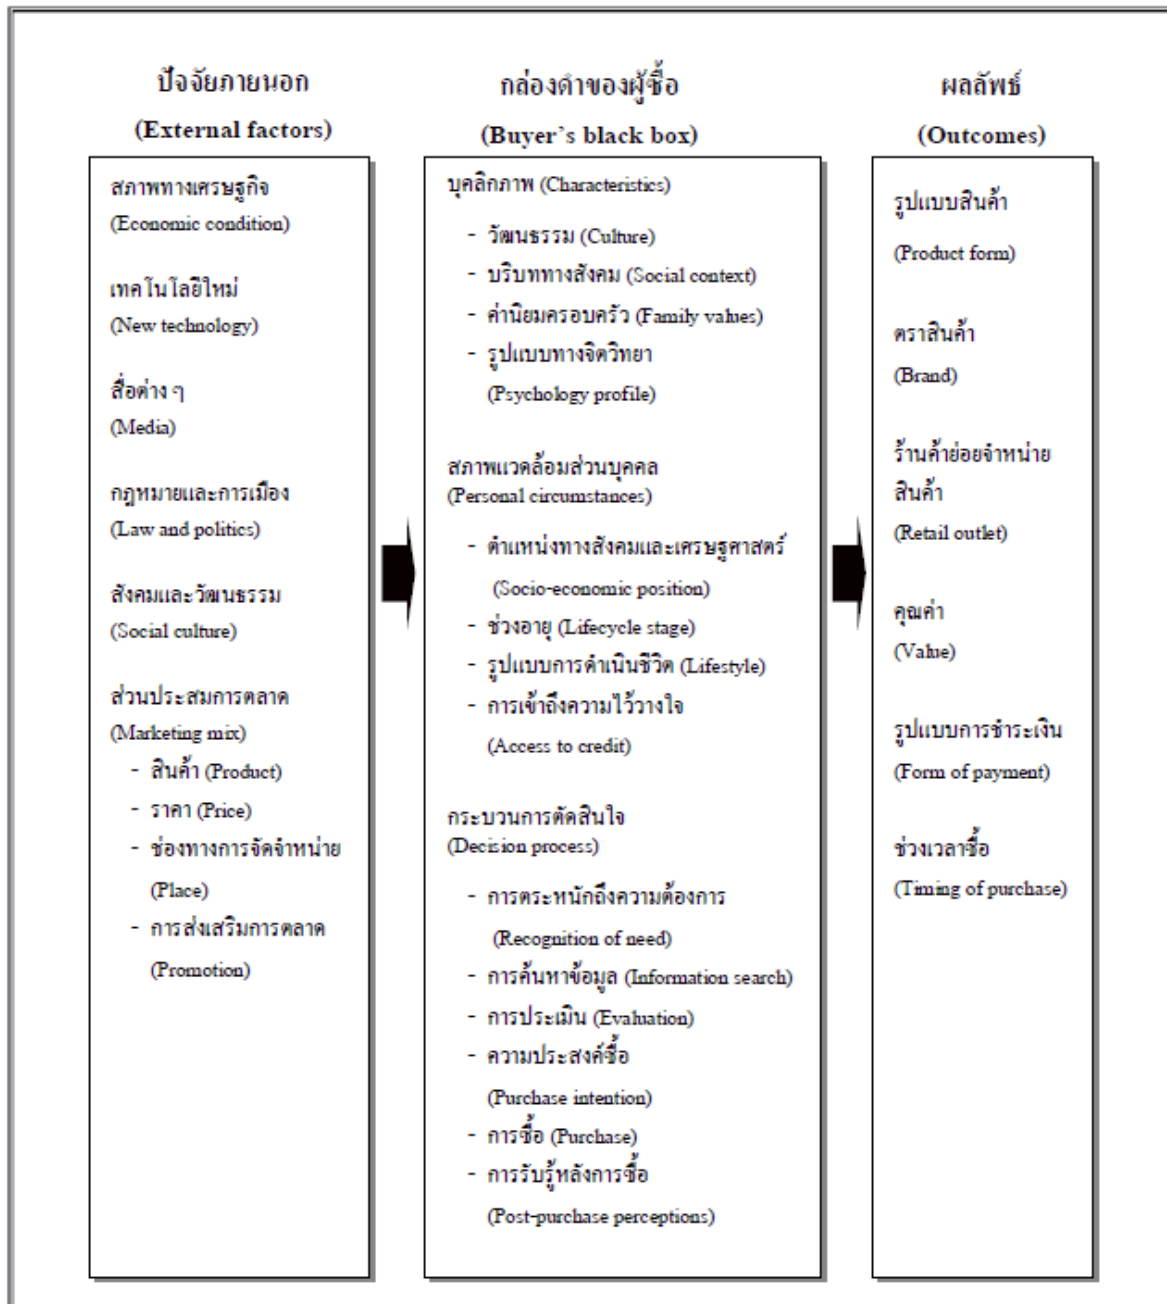 ปัจจัยภายนอก
(External factors)
สภาพทางเศรษฐกิจ
(Economic condition)
เทคโนโลยีใหม่
(New technology)
สื่อต่าง ๆ
(Media)
กฎหมายและการเมือง
(Law and politics)
สังคมและวัฒนธรรม
(Social culture)
ส่วนประสมการตลาด
(Marketing mix)
- สินค้า (Product)
- ราคา (Price)
- ช่องทางการจัดจำหน่าย
(Place)
- การส่งเสริมการตลาด
(Promotion)
กล่องดำของผู้ซื้อ
(Buyer's black box)
บุคลิกภาพ (Characteristics)
- วัฒนธรรม (Culture)
- บริบททางสังคม (Social context)
- ค่านิยมครอบครัว (Family values)
- รูปแบบทางจิตวิทยา
(Psychology profile)
สภาพแวดล้อมส่วนบุคคล
(Personal circumstances)
- ตำแหน่งทางสังคมและเศรษฐศาสตร์
(Socio-economic position)
- ช่วงอายุ (Lifecycle stage)
- รูปแบบการดำเนินชีวิต (Lifestyle)
- การเข้าถึงความไว้วางใจ
(Access to credit)
กระบวนการตัดสินใจ
(Decision process)
- การตระหนักถึงความต้องการ
(Recognition of need)
- การค้นหาข้อมูล (Information search)
- การประเมิน (Evaluation)
- ความประสงค์ซื้อ
(Purchase intention)
- การซื้อ (Purchase)
- การรับรู้หลังการซื้อ
(Post-purchase perceptions)
ผลลัพธ์
(Outcomes)
รูปแบบสินค้า
(Product form)
ตราสินค้า
(Brand)
ร้านค้าย่อยจำหน่าย
สินค้า
(Retail outlet)
คุณค่า
(Value)
รูปแบบการชำระเงิน
(Form of payment)
ช่วงเวลาซื้อ
(Timing of purchase)